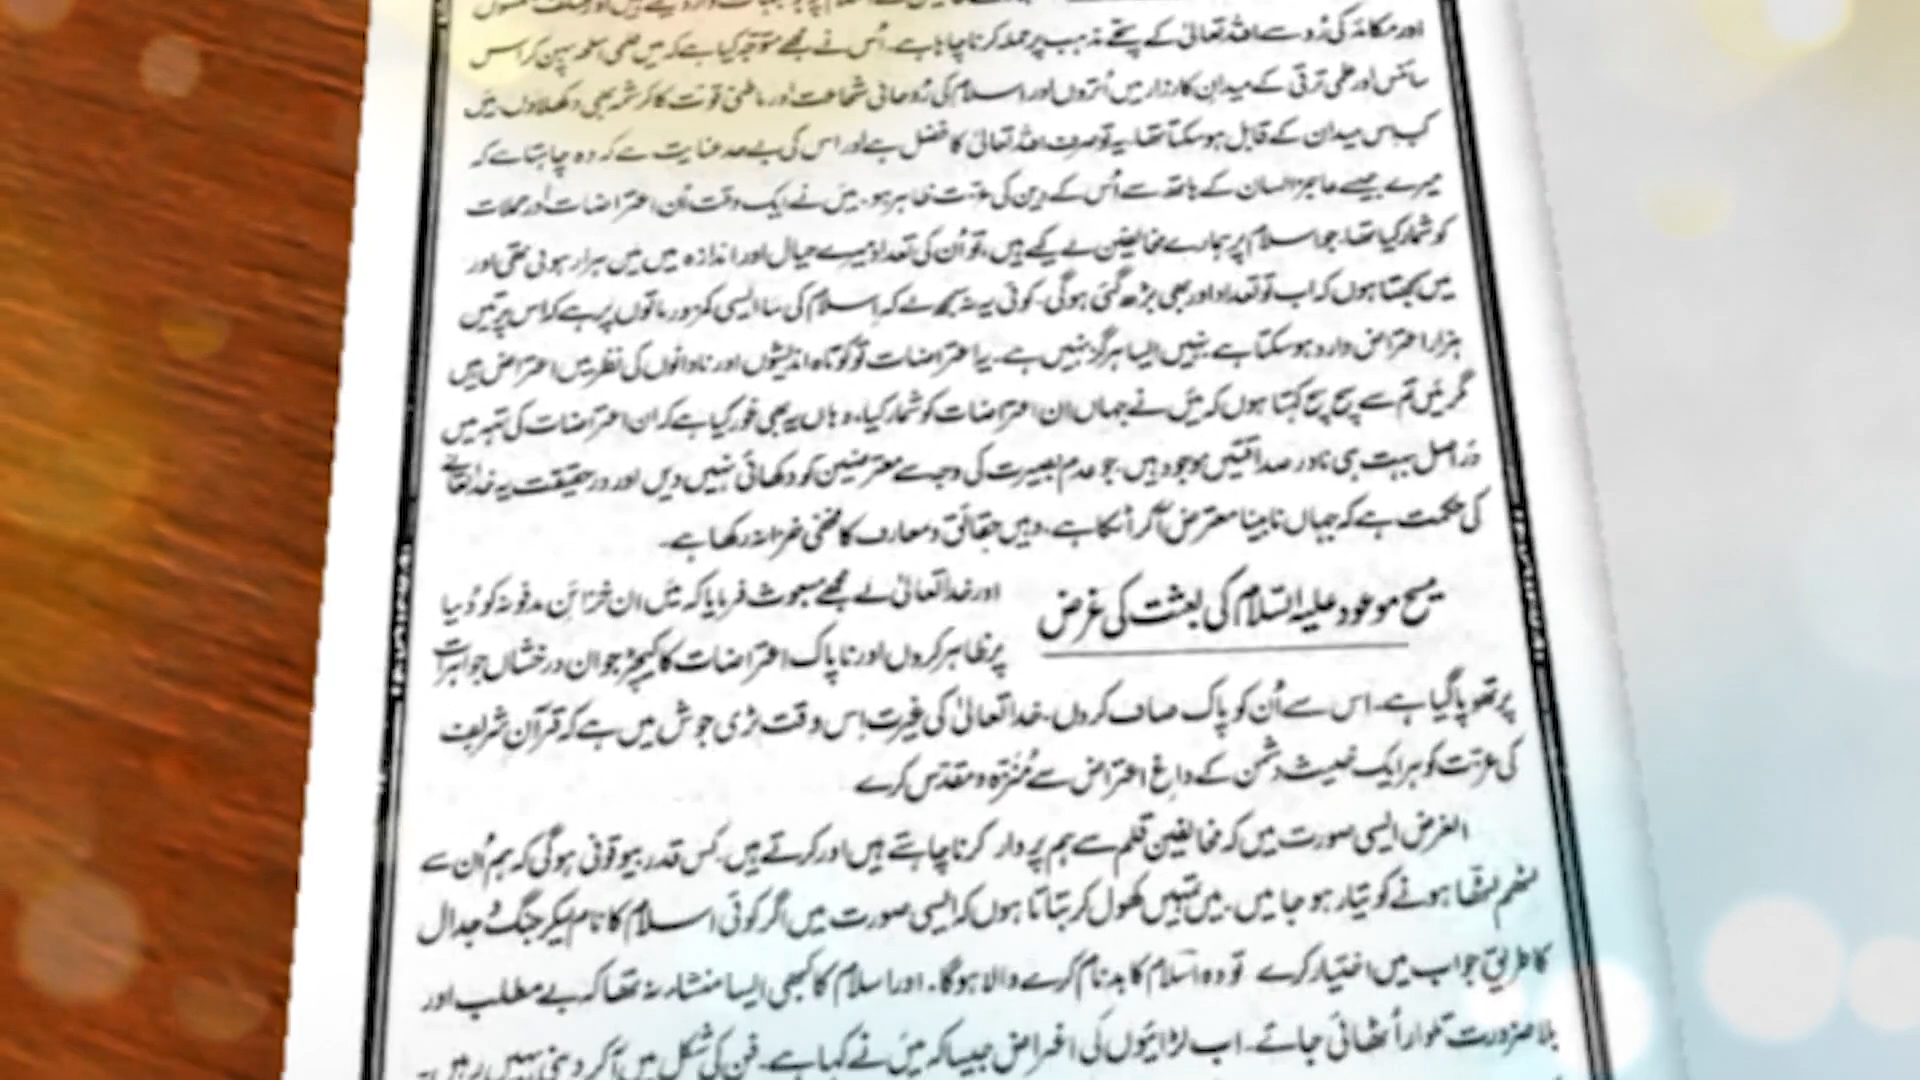 اور مکائد کی رُو سے اللہ تعالیٰ کے سچے مذہب پر حملہ کرنا چاہا ہے۔ اُس نے مجھے متوجہ کیا ہے کہ میں قلمی اسلحہ پہن کر اس
سائنس اور علمی ترقی کے میدانِ کارزار میں اُتروں اور اسلام کی رُوحانی شجاعت اور باطنی قوت کا کرشمہ بھی دکھلاؤں۔ میں
کب اس میدان کے قابل ہو سکتا تھا۔ یہ تو صرف اللہ تعالیٰ کا فضل ہے اور اس کی بے حد عنایت ہے کہ وہ چاہتا ہے کہ
میرے جیسے عاجز انسان کے ہاتھ سے اُس کے دین کی عزت ظاہر ہو۔ میں نے ایک وقت اُن اعتراضات اور حملات
کو شمار کیا تھا۔ جو اسلام پر ہمارے مخالفین نے کیے ہیں، تو اُن کی تعداد میرے خیال اور اندازہ میں تین ہزار ہوئی تھی اور
میں سمجھتا ہوں کہ اب تو تعداد اور بھی بڑھ گئی ہوگی۔ کوئی یہ نہ سمجھ لے کہ اسلام کی بنا ایسی کمزور باتوں پر ہے کہ اس پر تین
ہزار اعتراض وارد ہو سکتا ہے۔ نہیں ایسا ہرگز نہیں ہے۔ یہ اعتراضات تو کوتاہ اندیشوں اور نادانوں کی نظر میں اعتراض ہیں
مگر میں تم سے سچ سچ کہتا ہوں کہ میں نے جہاں ان اعتراضات کو شمار کیا، وہاں یہ بھی غور کیا ہے کہ ان اعتراضات کی تہہ میں
دراصل بہت ہی نادر صداقتیں موجود ہیں۔ جو عدم بصیرت کی وجہ سے معترضین کو دکھائی نہیں دیں اور درحقیقت یہ خدا تعالےٰ
کی حکمت ہے کہ جہاں نابینا معترض آکر اٹکا ہے، وہیں حقائق و معارف کا مخفی خزانہ رکھا ہے۔
مسیح موعود علیہ السلام کی بعثت کی غرض
اور خدا تعالیٰ نے مجھے مبعوث فرمایا کہ میں ان خزائنِ مدفونہ کو دُنیا
پر ظاہر کروں اور ناپاک اعتراضات کا کیچڑ جو ان درخشاں جواہرات
پر تھوپا گیا ہے۔ اس سے اُن کو پاک صاف کروں۔ خدا تعالیٰ کی غیرت اس وقت بڑی جوش میں ہے کہ قرآن شریف
کی عزت کو ہر ایک خبیث دشمن کے داغِ اعتراض سے مُنزّہ و مقدّس کرے
الغرض ایسی صورت میں کہ مخالفین قلم سے ہم پر وار کرنا چاہتے ہیں اور کرتے ہیں۔ کس قدر بیوقوفی ہوگی کہ ہم اُن سے
لٹھم لٹھا ہونے کو تیار ہو جائیں۔ میں تمہیں کھول کر بتاتا ہوں کہ ایسی صورت میں اگر کوئی اسلام کا نام لیکر جنگ و جدال
کا طریق جواب میں اختیار کرے تو وہ اسلام کا بدنام کرنے والا ہوگا۔ اور اسلام کا کبھی ایسا منشاء نہ تھا کہ بے مطلب اور
بلا ضرورت تلوار اُٹھائی جائے۔ اب لڑائیوں کی اغراض جیسا کہ میں نے کہا ہے۔ فن کی شکل میں آکر دینی نہیں رہیں۔